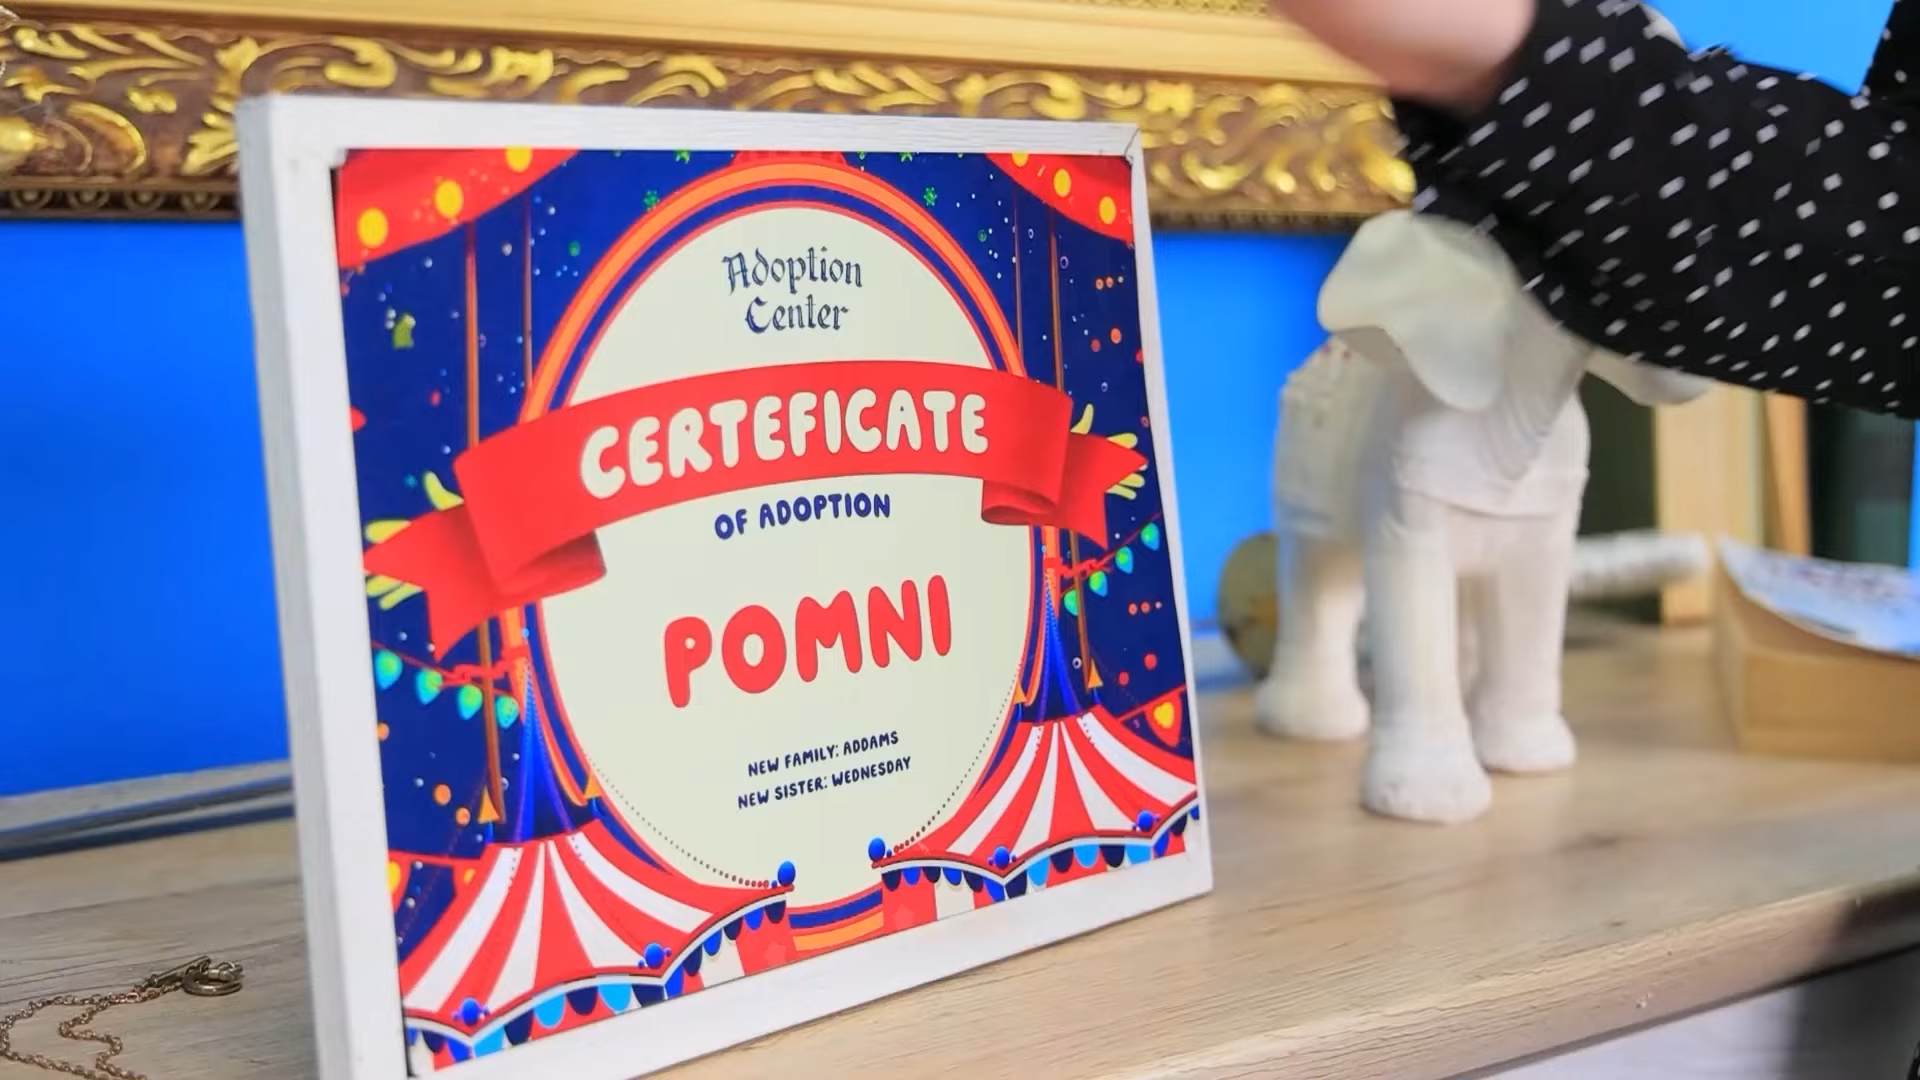 Adoption
Center
CERTEFICATE
OF ADOPTION
POMNI
NEW FAMILY: ADDAMS
NEW SISTER: WEDNESDAY